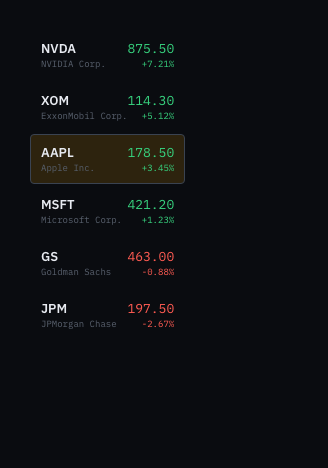 NVDA 875.50
NVIDIA Corp. +7.21%
XOM 114.30
ExxonMobil Corp. +5.12%
AAPL 178.50
Apple Inc. +3.45%
MSFT 421.20
Microsoft Corp. +1.23%
GS 463.00
Goldman Sachs -0.88%
JPM 197.50
JPMorgan Chase -2.67%